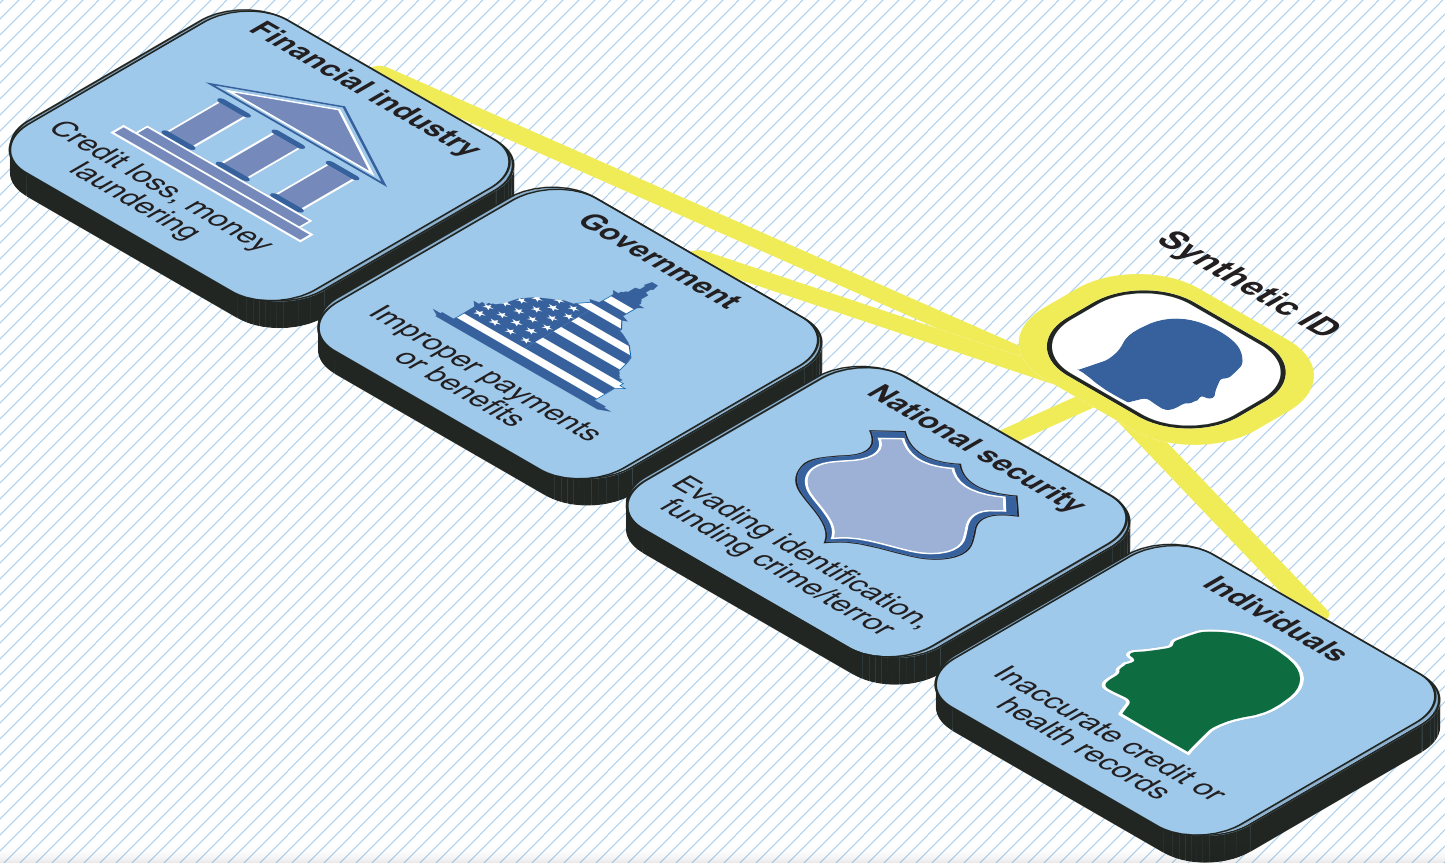 Financial industry
Credit loss, money
laundering
Government
Improper payments
or benefits
Synthetic ID
National security
Evading identification,
funding crime/terror
Individuals
Inaccurate credit or
health records